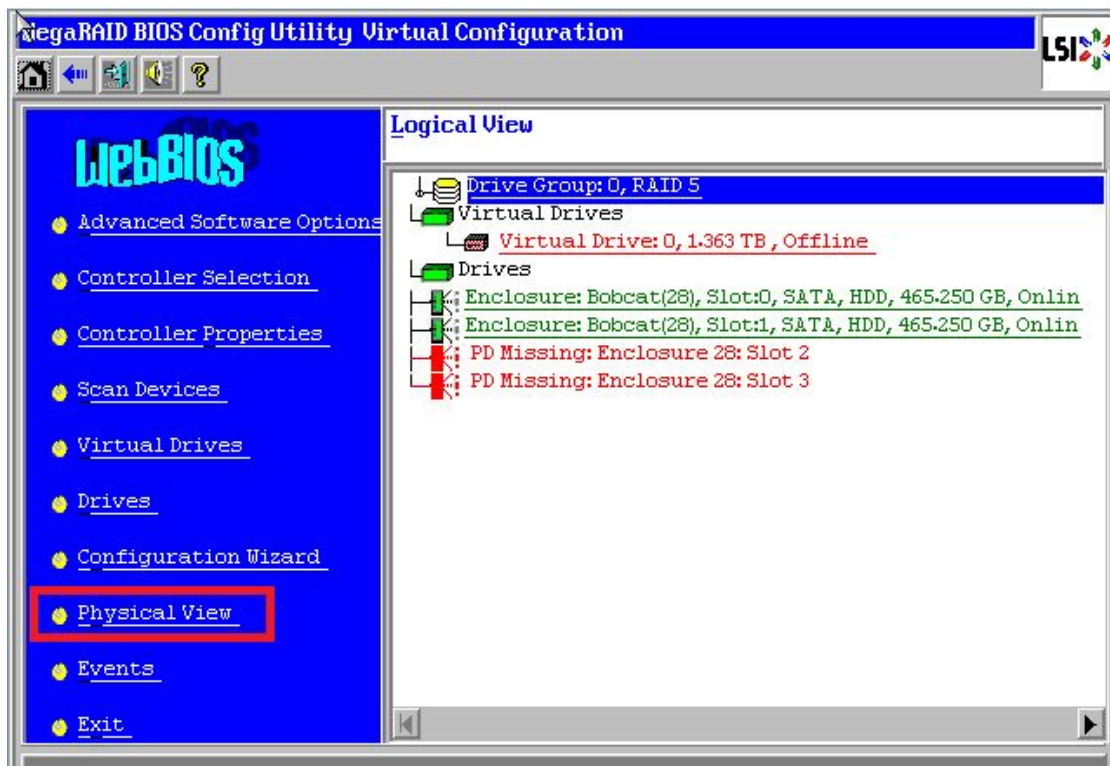 MegaRAID BIOS Config Utility Virtual Configuration
LSI
WebBIOS
Advanced Software Options
Controller Selection
Controller Properties
Scan Devices
Virtual Drives
Drives
Configuration Wizard
Physical View
Events
Exit
Logical View
Drive Group: 0, RAID 5
Virtual Drives
Virtual Drive: 0, 1.363 TB , Offline
Drives
Enclosure: Bobcat(28), Slot:0, SATA, HDD, 465.250 GB, Onlin
Enclosure: Bobcat(28), Slot:1, SATA, HDD, 465.250 GB, Onlin
PD Missing: Enclosure 28: Slot 2
PD Missing: Enclosure 28: Slot 3